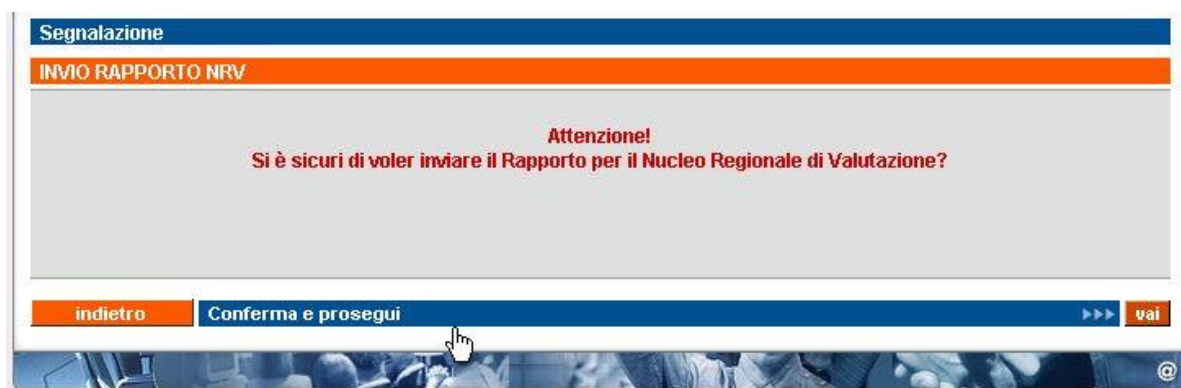 Segnalazione
INVIO RAPPORTO NRV
Attenzione!
Si è sicuri di voler inviare il Rapporto per il Nucleo Regionale di Valutazione?
indietro Conferma e prosegui vai
@